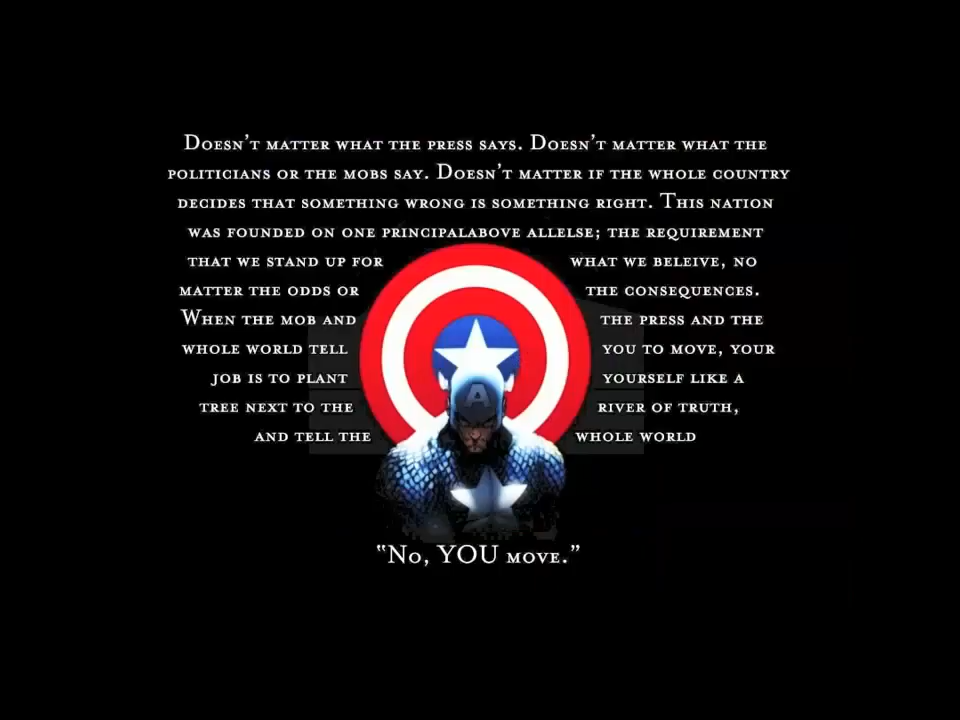 Doesn't matter what the press says. Doesn't matter what the
politicians or the mobs say. Doesn't matter if the whole country
decides that something wrong is something right. This nation
was founded on one principalabove allelse; the requirement
that we stand up for what we beleive, no
matter the odds or the consequences.
When the mob and the press and the
whole world tell you to move, your
job is to plant yourself like a
tree next to the river of truth,
and tell the whole world
A
"No, YOU move."